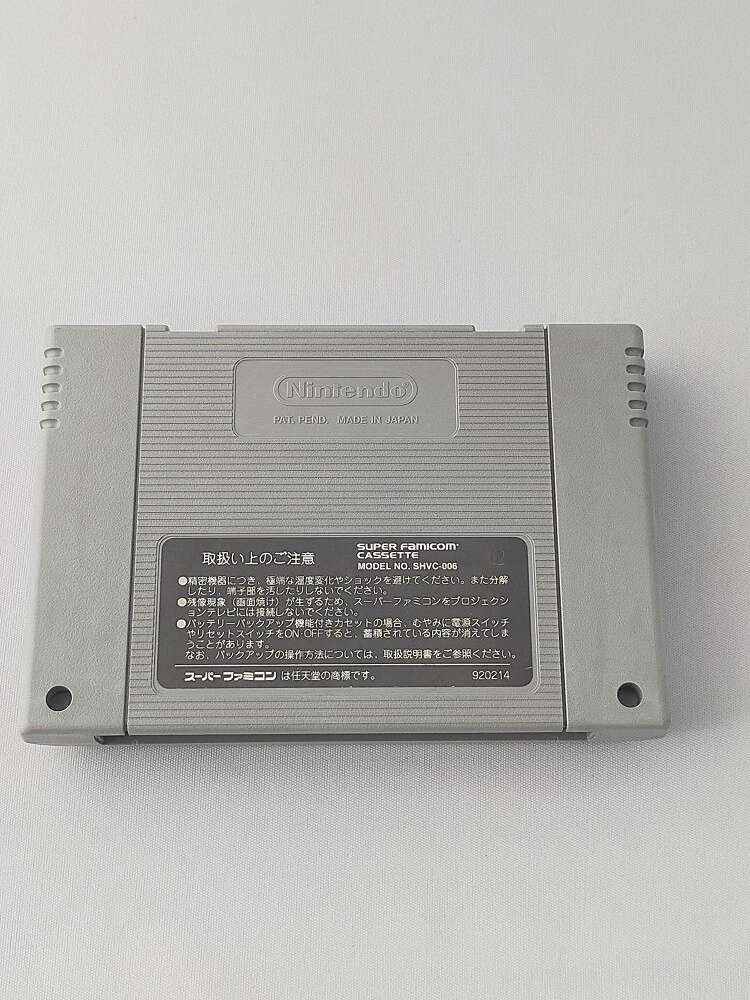 Nintendo
PAT. PEND. MADE IN JAPAN
取扱い上のご注意
SUPER FAMICOM
CASSETTE
MODEL NO. SHVC-006
●精密機器につき、極端な温度変化やショックを避けてください。また分解
したり、端子部を汚したりしないでください。
●残像現象（画面焼け）が生ずるため、スーパーファミコンをプロジェクシ
ョンテレビには接続しないでください。
●バッテリーバックアップ機能付きカセットの場合、むやみに電源スイッチ
やリセットスイッチをON・OFFすると、蓄積されている内容が消えてしま
うことがあります。
なお、バックアップの操作方法については、取扱説明書をご参照ください。
スーパーファミコンは任天堂の商標です。
920214